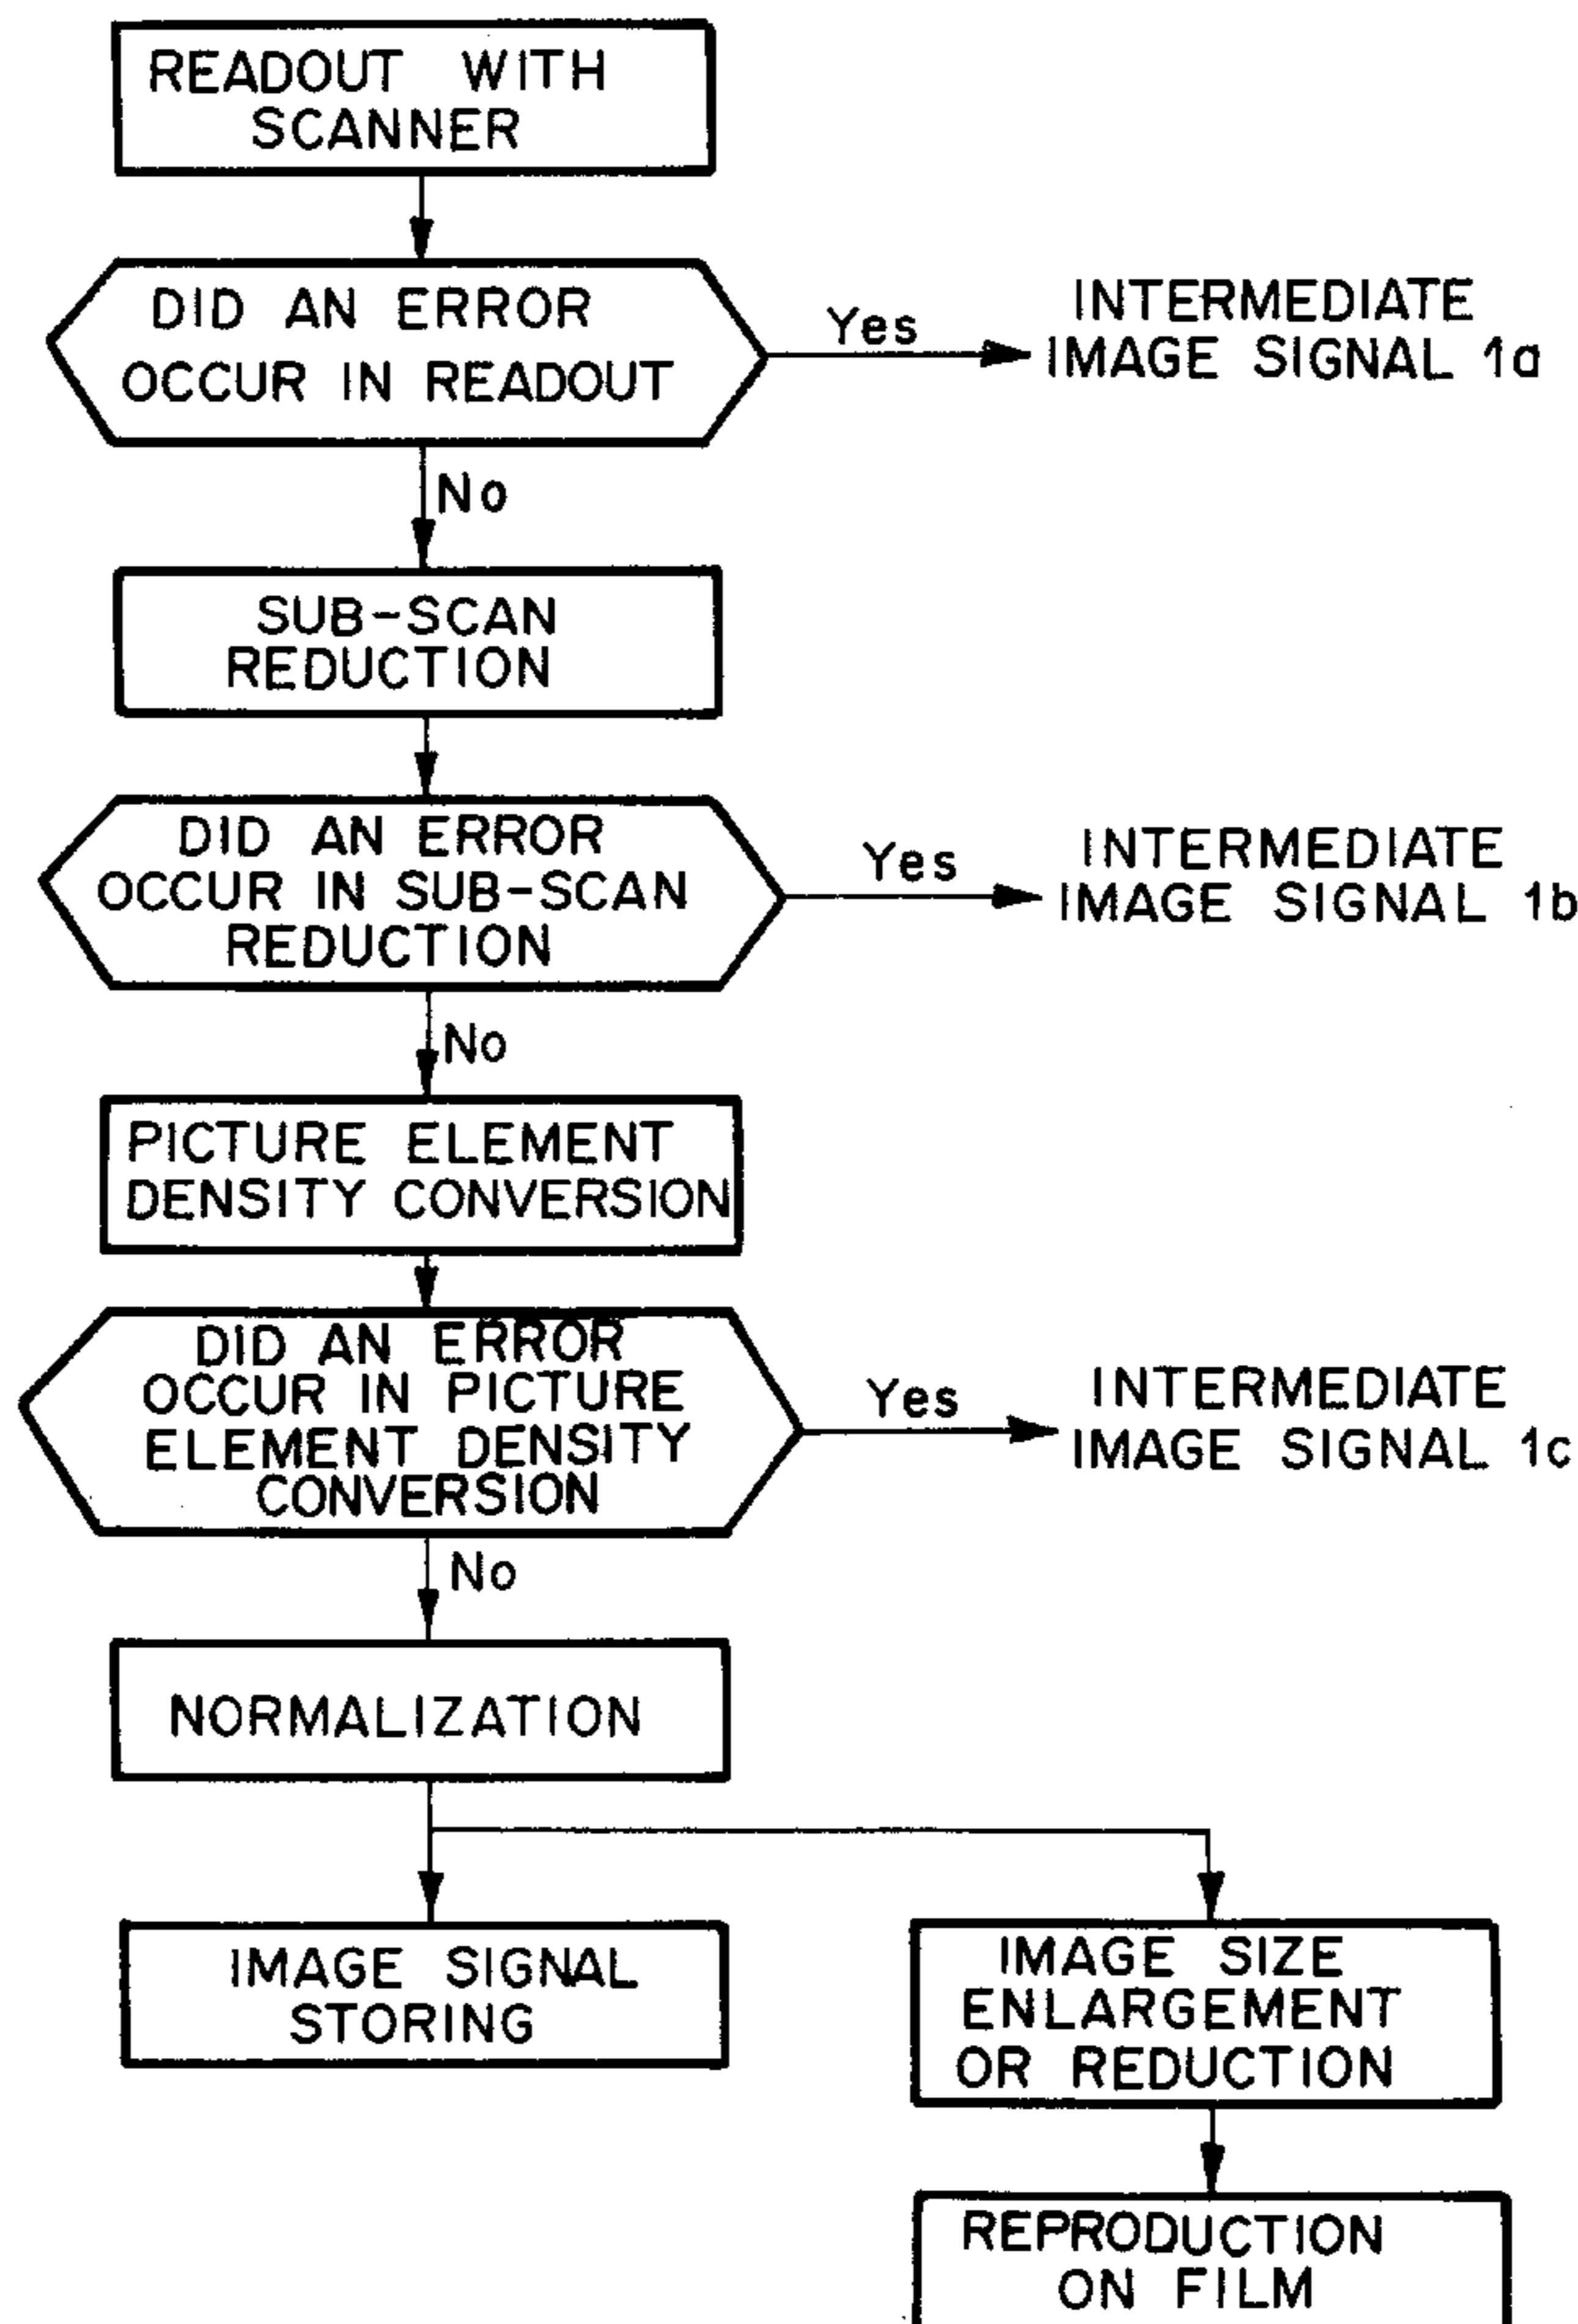 READOUT WITH
SCANNER
DID AN ERROR
OCCUR IN READOUT
Yes
INTERMEDIATE
IMAGE SIGNAL 1a
No
SUB-SCAN
REDUCTION
DID AN ERROR
OCCUR IN SUB-SCAN
REDUCTION
Yes
INTERMEDIATE
IMAGE SIGNAL 1b
No
PICTURE ELEMENT
DENSITY CONVERSION
DID AN ERROR
OCCUR IN PICTURE
ELEMENT DENSITY
CONVERSION
Yes
INTERMEDIATE
IMAGE SIGNAL 1c
No
NORMALIZATION
IMAGE SIGNAL
STORING
IMAGE SIZE
ENLARGEMENT
OR REDUCTION
REPRODUCTION
ON FILM